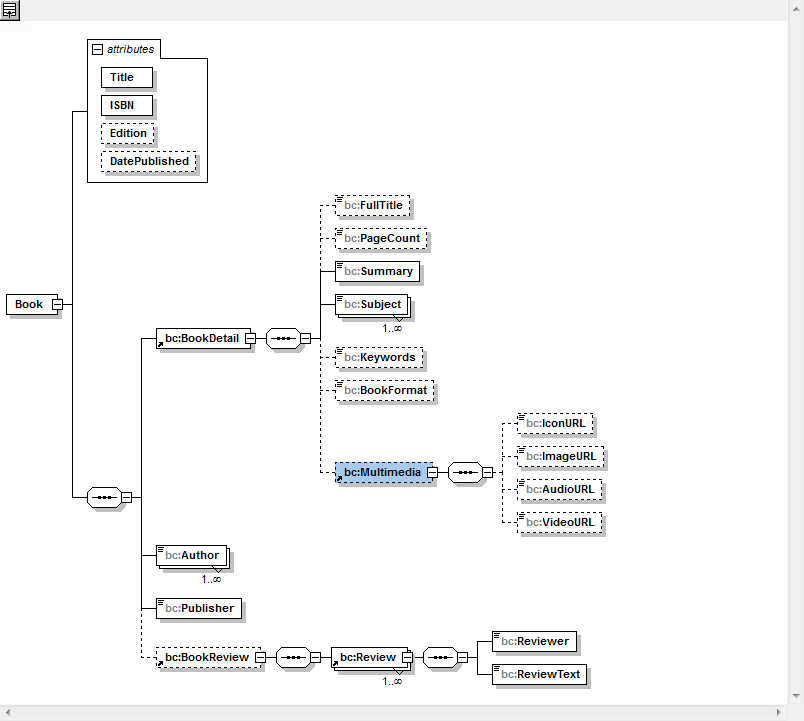 attributes
Title
ISBN
Edition
DatePublished
bc:FullTitle
bc:PageCount
bc:Summary
Book
bc:Subject
1..∞
bc:BookDetail
bc:Keywords
bc:BookFormat
bc:IconURL
bc:ImageURL
bc:Multimedia
bc:AudioURL
bc:VideoURL
bc:Author
1..∞
bc:Publisher
bc:Reviewer
bc:BookReview
bc:Review
bc:ReviewText
1..∞